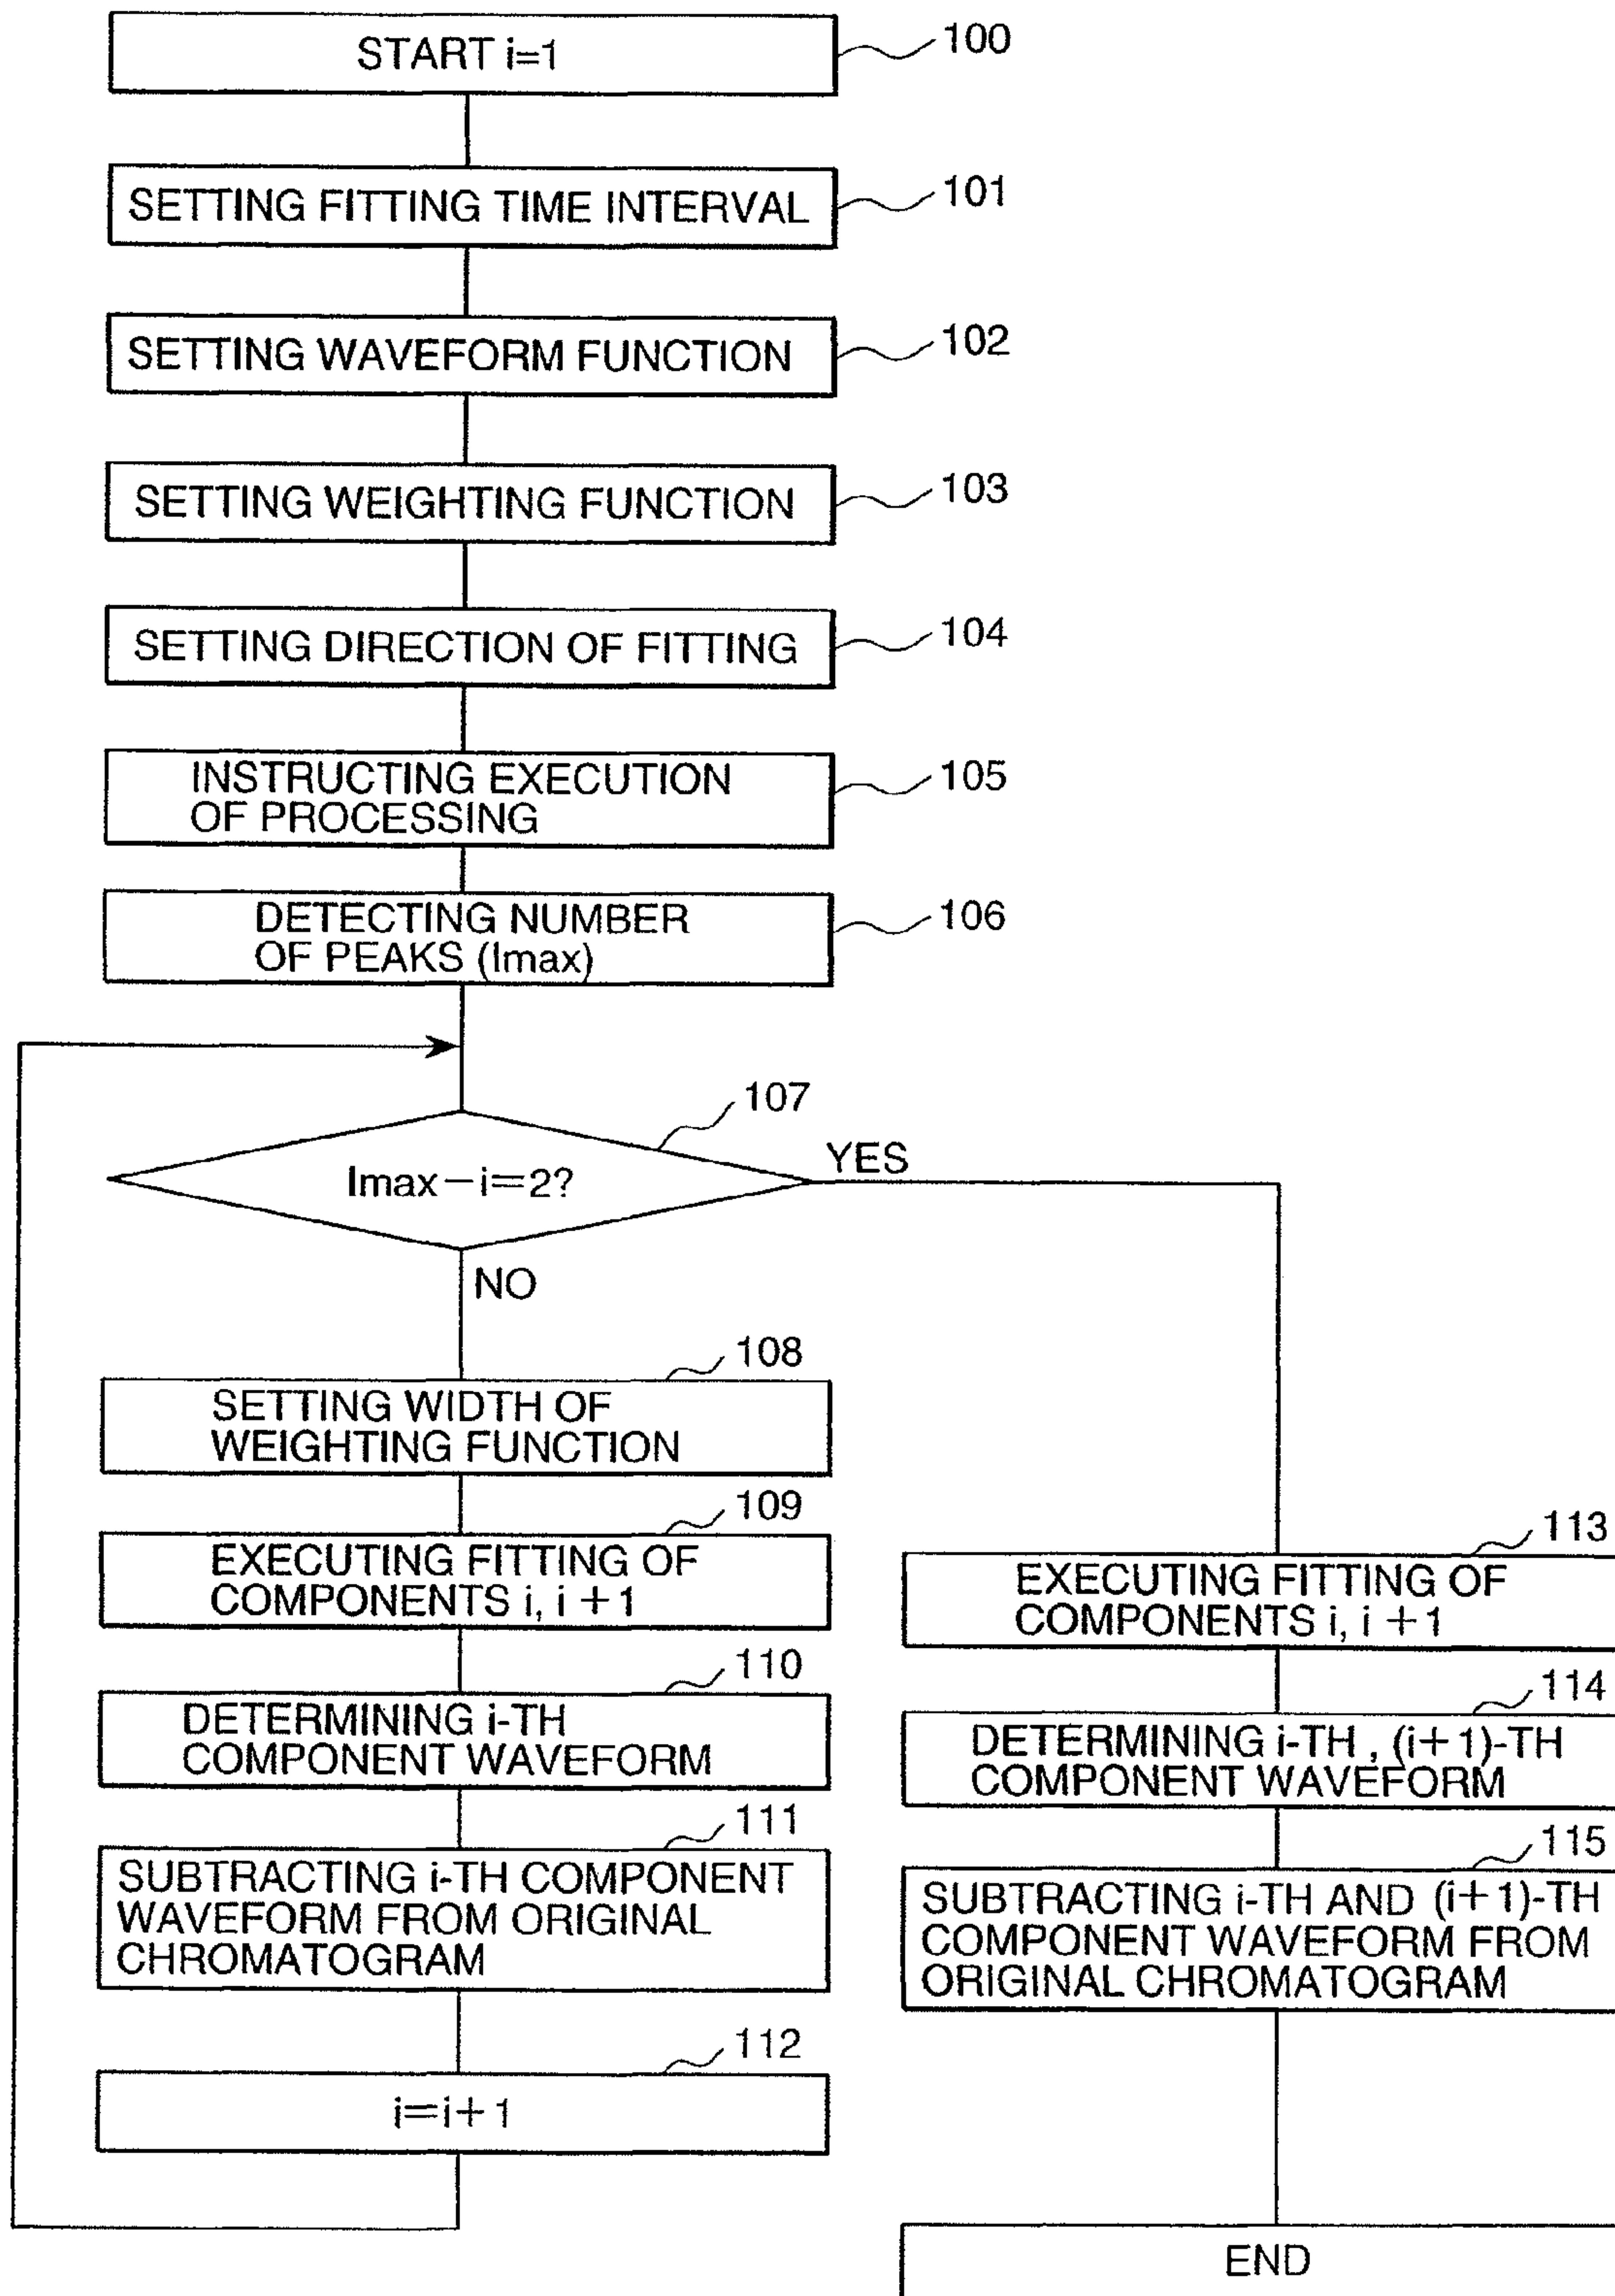 START i=1
100
SETTING FITTING TIME INTERVAL
101
SETTING WAVEFORM FUNCTION
102
SETTING WEIGHTING FUNCTION
103
SETTING DIRECTION OF FITTING
104
INSTRUCTING EXECUTION
OF PROCESSING
105
DETECTING NUMBER
OF PEAKS (Imax)
106
107
Imax−i=2?
YES
NO
108
SETTING WIDTH OF
WEIGHTING FUNCTION
109
EXECUTING FITTING OF
COMPONENTS i, i+1
110
DETERMINING i-TH
COMPONENT WAVEFORM
111
SUBTRACTING i-TH COMPONENT
WAVEFORM FROM ORIGINAL
CHROMATOGRAM
112
i=i+1
113
EXECUTING FITTING OF
COMPONENTS i, i+1
114
DETERMINING i-TH, (i+1)-TH
COMPONENT WAVEFORM
115
SUBTRACTING i-TH AND (i+1)-TH
COMPONENT WAVEFORM FROM
ORIGINAL CHROMATOGRAM
END